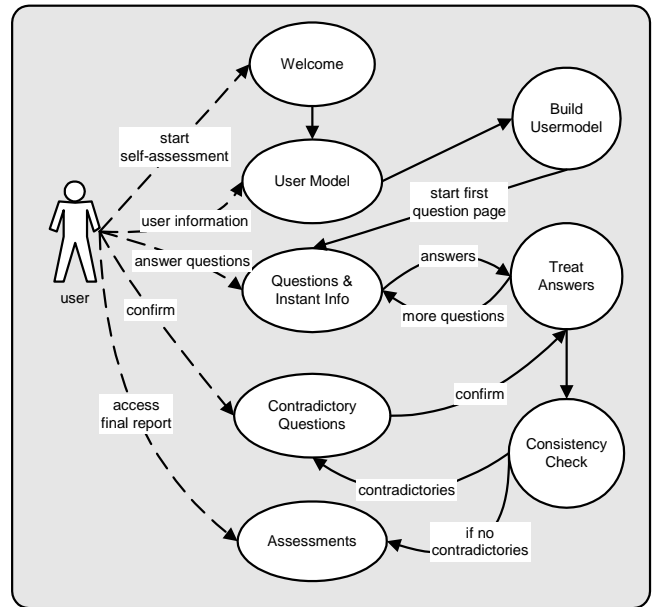 Welcome
Build
Usermodel
start
self-assessment
User Model
start first
question page
user information
answer questions
Questions &
Instant Info
answers
Treat
Answers
user
more questions
confirm
access
final report
Contradictory
Questions
confirm
Consistency
Check
contradictories
Assessments
if no
contradictories